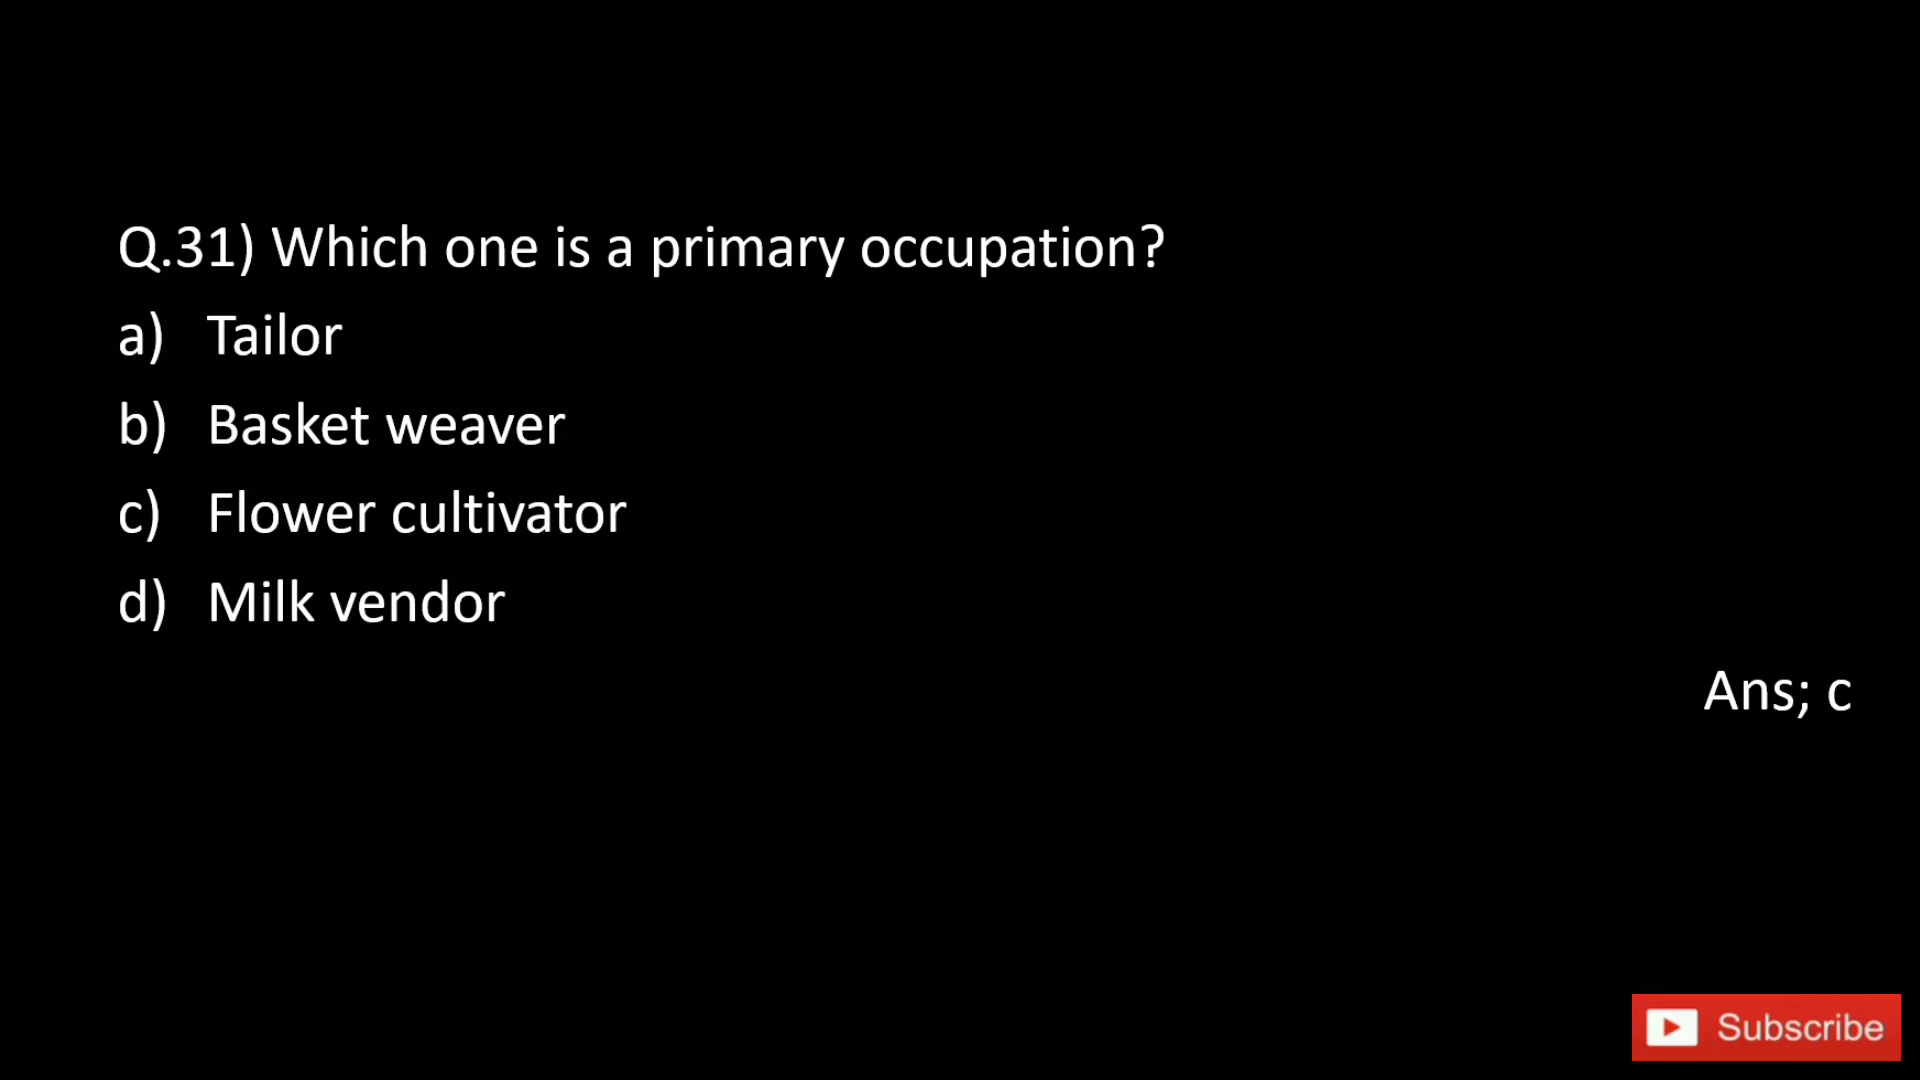 Q.31) Which one is a primary occupation?
a) Tailor
b) Basket weaver
c) Flower cultivator
d) Milk vendor
Ans; c
Subscribe